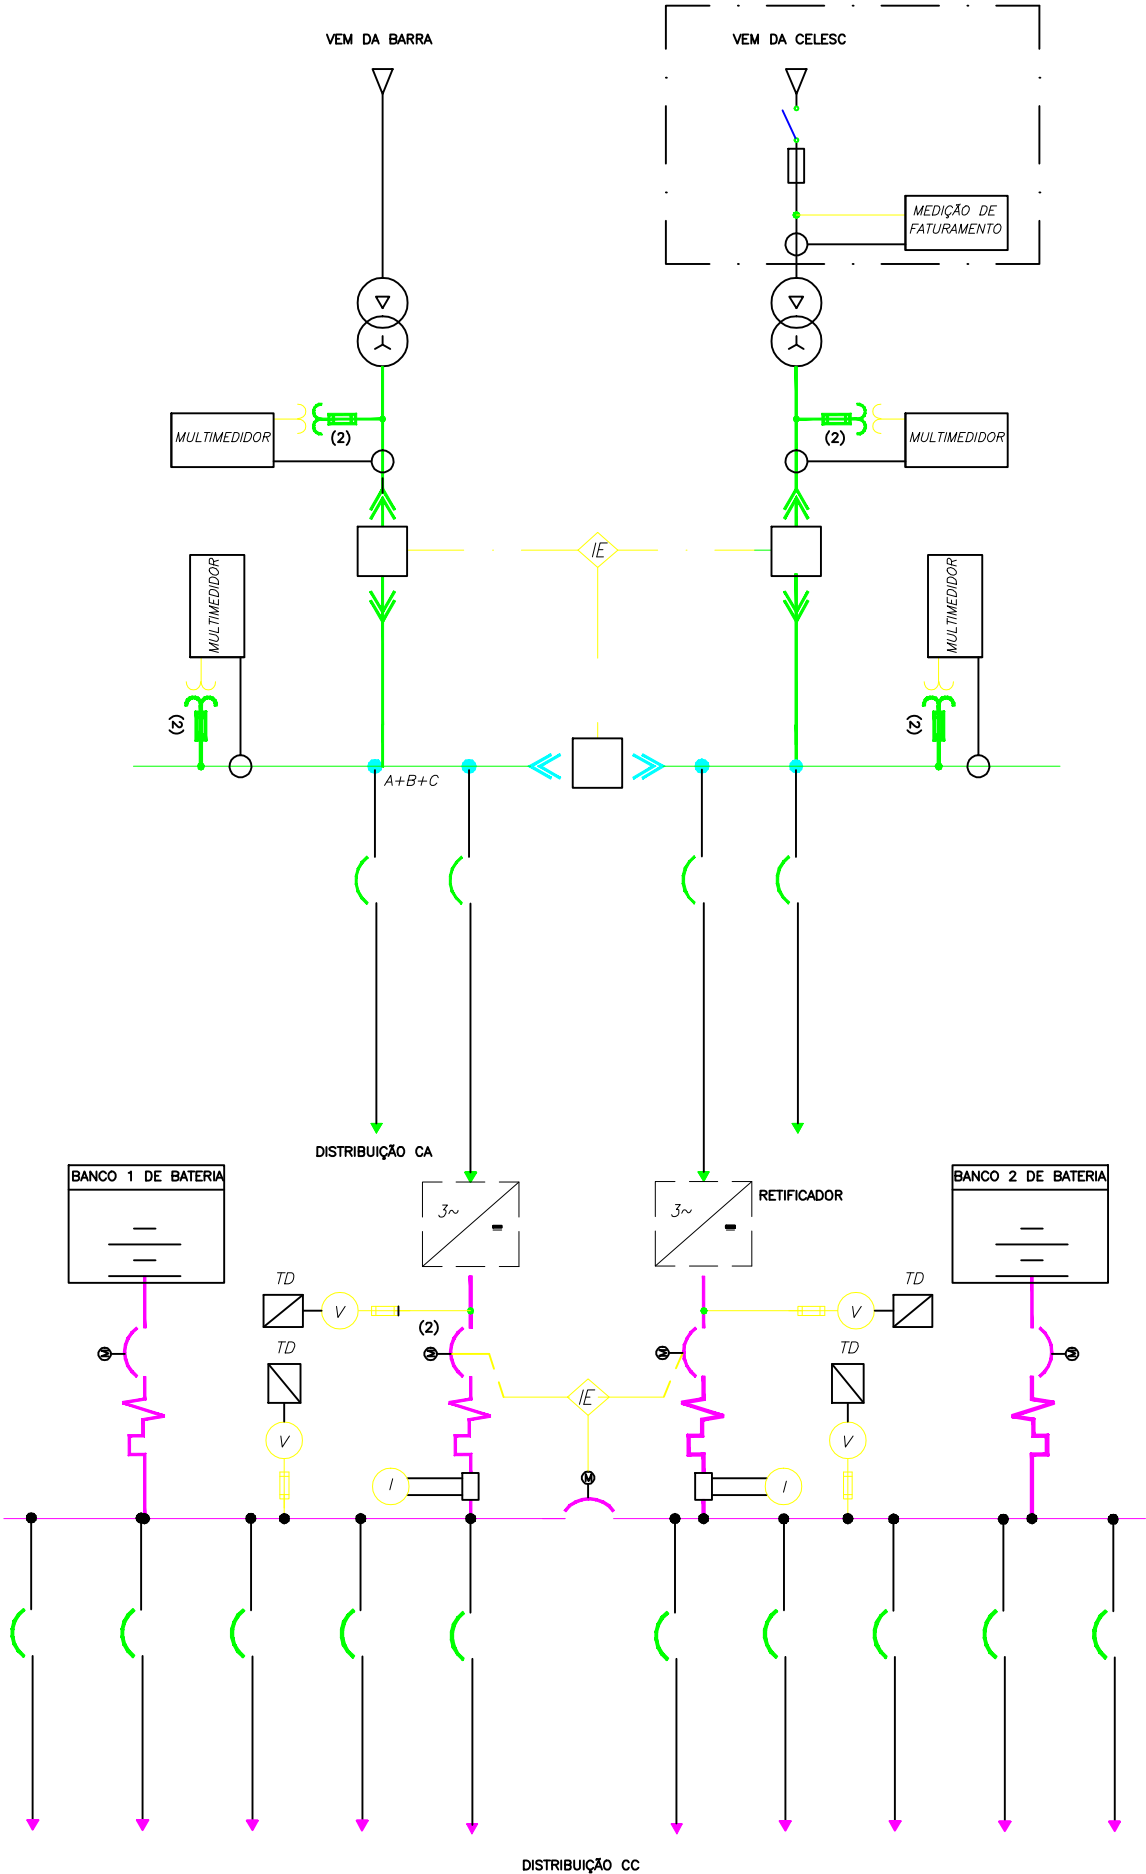 VEM DA BARRA
VEM DA CELESC
MEDIÇÃO DE
FATURAMENTO
MULTIMEDIDOR
(2)
(2)
MULTIMEDIDOR
IE
MULTIMEDIDOR
MULTIMEDIDOR
(2)
(2)
A+B+C
DISTRIBUIÇÃO CA
BANCO 1 DE BATERIA
3~
3~
RETIFICADOR
BANCO 2 DE BATERIA
TD
V
(2)
V
TD
M
M
M
M
TD
TD
IE
V
V
I
M
I
DISTRIBUIÇÃO CC